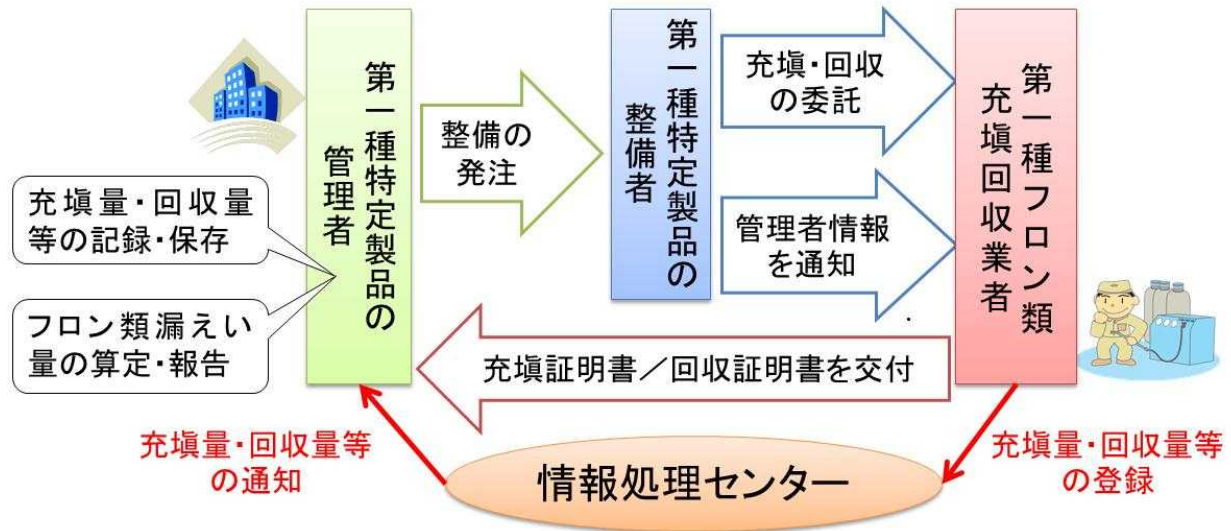 第一種特定製品の
管理者
充塡量・回収量
等の記録・保存
フロン類漏えい
量の算定・報告
整備の
発注
第一種特定製品の
整備者
充塡・回収
の委託
管理者情報
を通知
第一種フロン類
充塡回収業者
充塡証明書／回収証明書を交付
充塡量・回収量等
の通知
情報処理センター
充塡量・回収量等
の登録